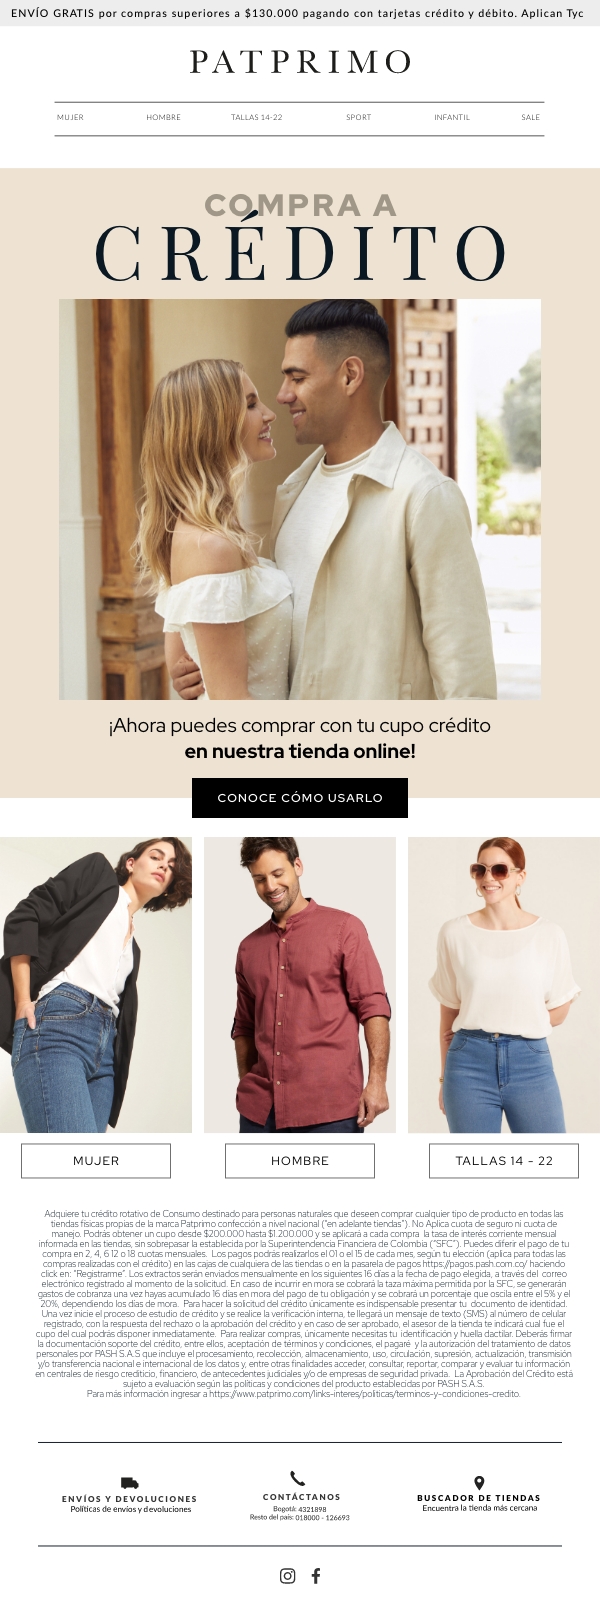 ENVÍO GRATIS por compras superiores a $130.000 pagando con tarjetas crédito y débito. Aplican Tyc
PATPRIMO
MUJER HOMBRE TALLAS 14-22 SPORT INFANTIL SALE
COMPRA A
CRÉDITO
¡Ahora puedes comprar con tu cupo crédito
en nuestra tienda online!
CONOCE CÓMO USARLO
MUJER HOMBRE TALLAS 14 - 22
Adquiere tu crédito rotativo de Consumo destinado para personas naturales que deseen comprar cualquier tipo de producto en todas las
tiendas físicas propias de la marca Patprimo confección a nivel nacional ("en adelante tiendas"). No Aplica cuota de seguro ni cuota de
manejo. Podrás obtener un cupo desde $200.000 hasta $1.200.000 y se aplicará a cada compra la tasa de interés corriente mensual
informada en las tiendas, sin sobrepasar la establecida por la Superintendencia Financiera de Colombia ("SFC"). Puedes diferir el pago de tu
compra en 2, 4, 6 12 o 18 cuotas mensuales. Los pagos podrás realizarlos el 01 o el 15 de cada mes, según tu elección (aplica para todas las
compras realizadas con el crédito) en las cajas de cualquiera de las tiendas o en la pasarela de pagos https://pagos.pash.com.co/ haciendo
click en: "Registrarme". Los extractos serán enviados mensualmente en los siguientes 16 días a la fecha de pago elegida, a través del correo
electrónico registrado al momento de la solicitud. En caso de incurrir en mora se cobrará la taxa máxima permitida por la SFC, se generarán
gastos de cobranza una vez hayas acumulado 16 días en mora del pago de tu obligación y se cobrará un porcentaje que oscila entre el 5% y el
20%, dependiendo los días de mora. Para hacer la solicitud del crédito únicamente es indispensable presentar tu documento de identidad.
Una vez inicie el proceso de estudio de crédito y se realice la verificación interna, te llegará un mensaje de texto (SMS) al número de celular
registrado, con la respuesta del rechazo o la aprobación del crédito y en caso de ser aprobado, el asesor de la tienda te indicará cual fue el
cupo del cual podrás disponer inmediatamente. Para realizar compras, únicamente necesitas tu identificación y huella dactilar. Deberás firmar
la documentación soporte del crédito, entre ellos, aceptación de términos y condiciones, el pagaré y la autorización del tratamiento de datos
personales por PASH S.A.S que incluye el procesamiento, recolección, almacenamiento, uso, circulación, supresión, actualización, transmisión
y/o transferencia nacional e internacional de los datos y, entre otras finalidades acceder, consultar, reportar, comparar y evaluar tu información
en centrales de riesgo crediticio, financiero, de antecedentes judiciales y/o de empresas de seguridad privada. La Aprobación del Crédito está
sujeto a evaluación según las políticas y condiciones del producto establecidas por PASH S.A.S.
Para más información ingresar a https://www.patprimo.com/links-interes/politicas/terminos-y-condiciones-credito.
ENVÍOS Y DEVOLUCIONES
Políticas de envíos y devoluciones
CONTÁCTANOS
Bogotá: 4321898
Resto del país: 018000 - 126693
BUSCADOR DE TIENDAS
Encuentra la tienda más cercana